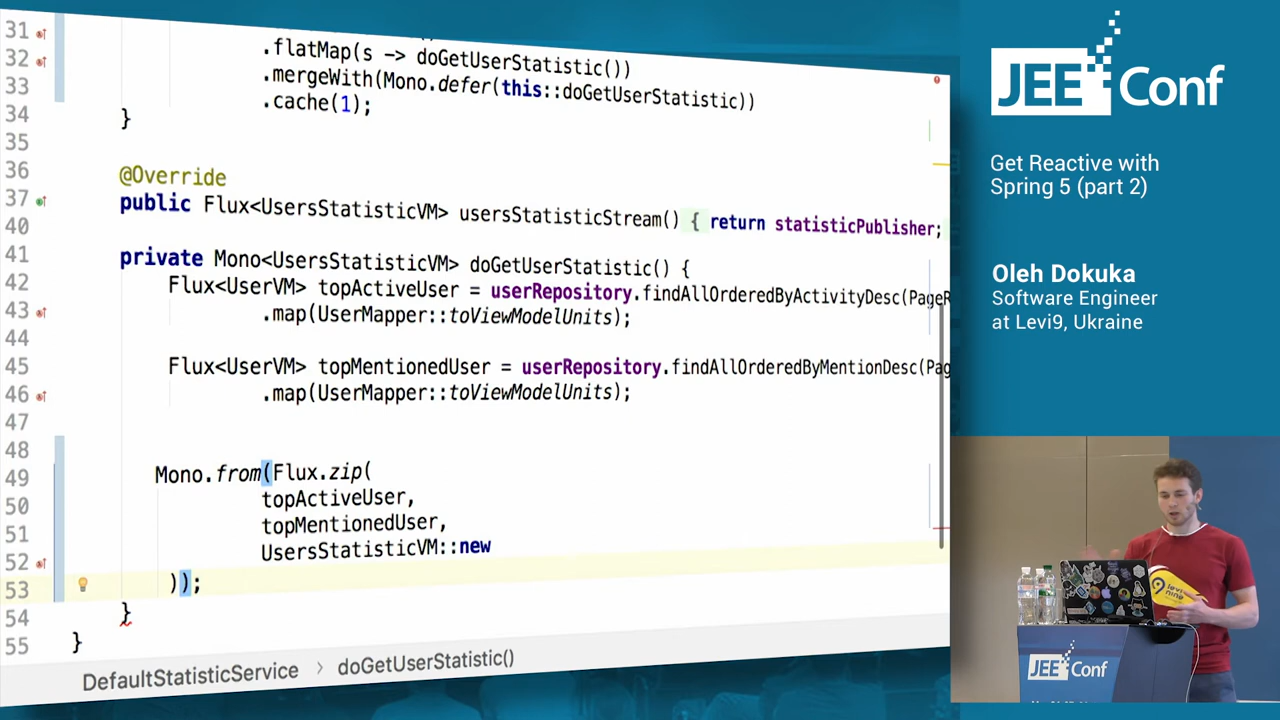 31
32 .flatMap(s -> doGetUserStatistic())
33 .mergeWith(Mono.defer(this::doGetUserStatistic))
34 .cache(1);
}
35
36 @Override
37 public Flux<UsersStatisticVM> usersStatisticStream() { return statisticPublisher;
40
41 private Mono<UsersStatisticVM> doGetUserStatistic() {
42 Flux<UserVM> topActiveUser = userRepository.findAllOrderedByActivityDesc(PageR
43 .map(UserMapper::toViewModelUnits);
44
45 Flux<UserVM> topMentionedUser = userRepository.findAllOrderedByMentionDesc(Pag
46 .map(UserMapper::toViewModelUnits);
47
48
49 Mono.from(Flux.zip(
50 topActiveUser,
51 topMentionedUser,
52 UsersStatisticVM::new
53 ));
54 }
55 }
DefaultStatisticService > doGetUserStatistic()
JEE Conf
Get Reactive with
Spring 5 (part 2)
Oleh Dokuka
Software Engineer
at Levi9, Ukraine
9 levi
nine
JEE Conf